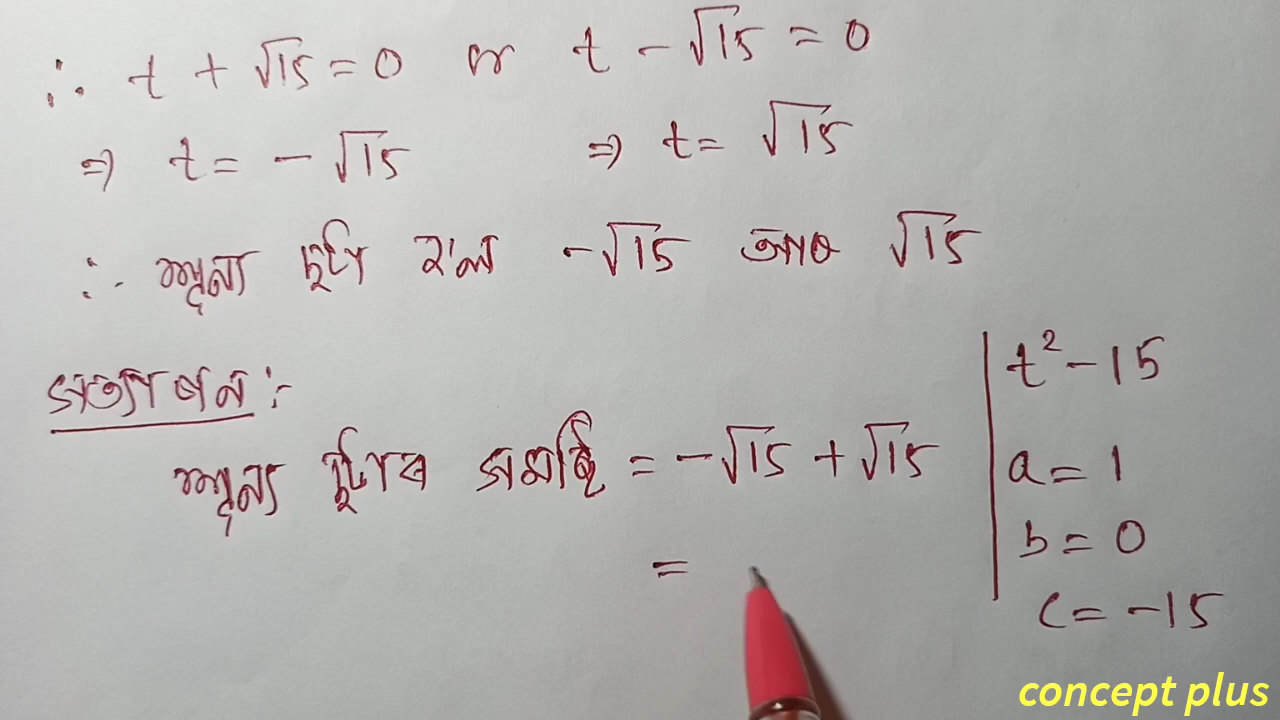 ∴ t + √15 = 0 or t - √15 = 0
⇒ t = - √15 ⇒ t = √15
∴ শূন্য দুটা হ'ল -√15 আৰু √15
সত্যাপন :-
শূন্য দুটাৰ সমষ্টি = -√15 + √15
=
t² - 15
a = 1
b = 0
c = -15
concept plus